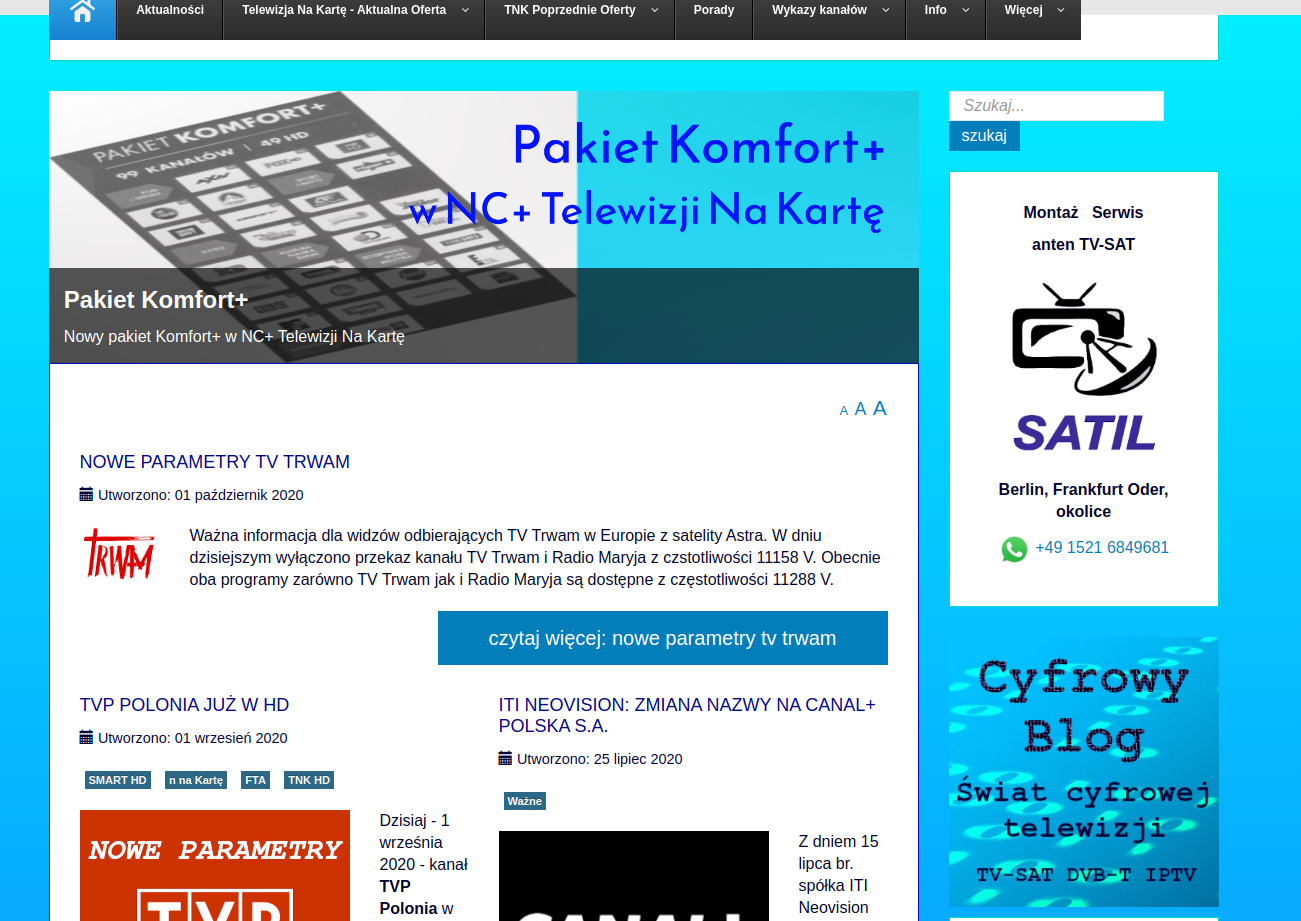 Aktualności
Telewizja Na Kartę - Aktualna Oferta
TNK Poprzednie Oferty
Porady
Wykazy kanałów
Info
Więcej
PAKIET KOMFORT+
99 KANAŁÓW | 49 HD
Pakiet Komfort+
w NC+ Telewizji Na Kartę
Pakiet Komfort+
Nowy pakiet Komfort+ w NC+ Telewizji Na Kartę
A A A
NOWE PARAMETRY TV TRWAM
Utworzono: 01 październik 2020
TRWAM
Ważna informacja dla widzów odbierających TV Trwam w Europie z satelity Astra. W dniu
dzisiejszym wyłączono przekaz kanału TV Trwam i Radio Maryja z czstotliwości 11158 V. Obecnie
oba programy zarówno TV Trwam jak i Radio Maryja są dostępne z częstotliwości 11288 V.
czytaj więcej: nowe parametry tv trwam
TVP POLONIA JUŻ W HD
Utworzono: 01 wrzesień 2020
SMART HD
n na Kartę
FTA
TNK HD
NOWE PARAMETRY
TVP
Dzisiaj - 1
września
2020 - kanał
TVP
Polonia w
ITI NEOVISION: ZMIANA NAZWY NA CANAL+
POLSKA S.A.
Utworzono: 25 lipiec 2020
Ważne
CANAL+
Z dniem 15
lipca br.
spółka ITI
Neovision
Szukaj...
szukaj
Montaż Serwis
anten TV-SAT
SATIL
Berlin, Frankfurt Oder,
okolice
+49 1521 6849681
Cyfrowy
Blog
Świat cyfrowej
telewizji
TV-SAT DVB-T IPTV